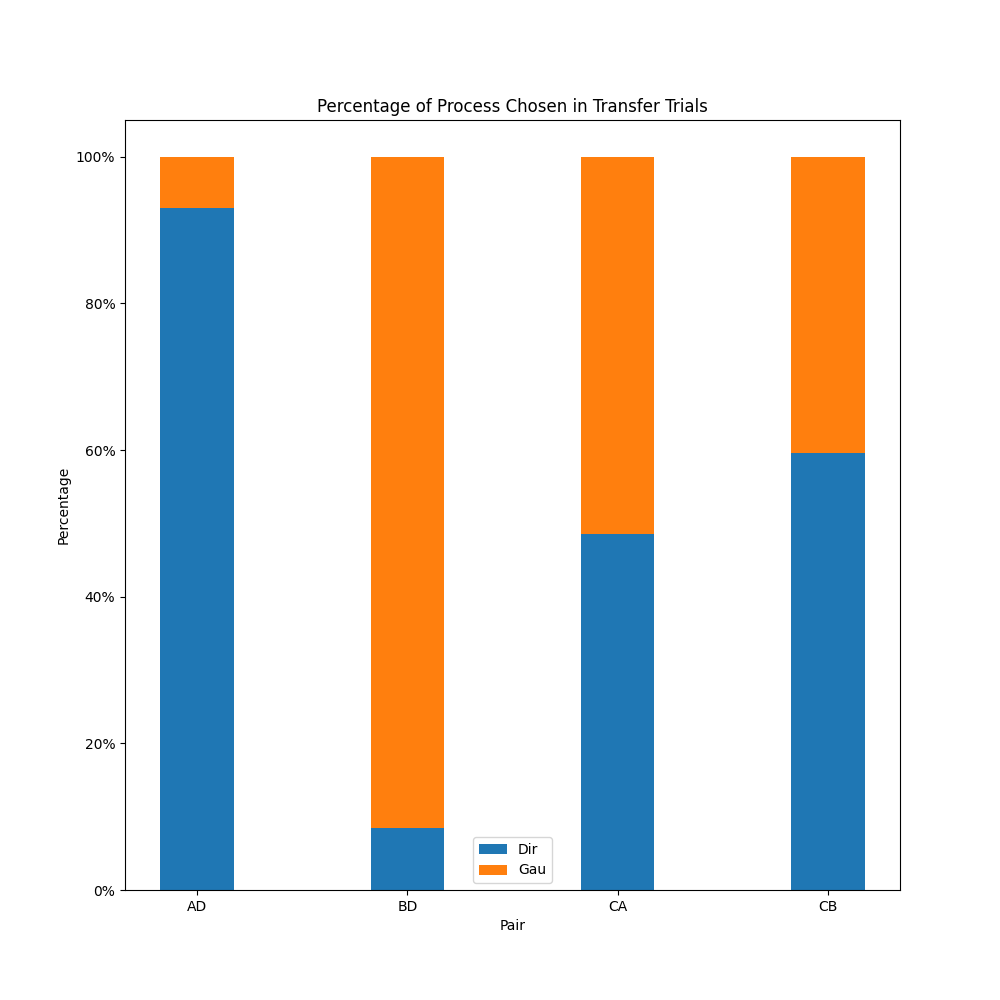 Percentage of Process Chosen in Transfer Trials
100%
80%
60%
40%
20%
0%
Percentage
Dir
Gau
AD
BD
CA
CB
Pair